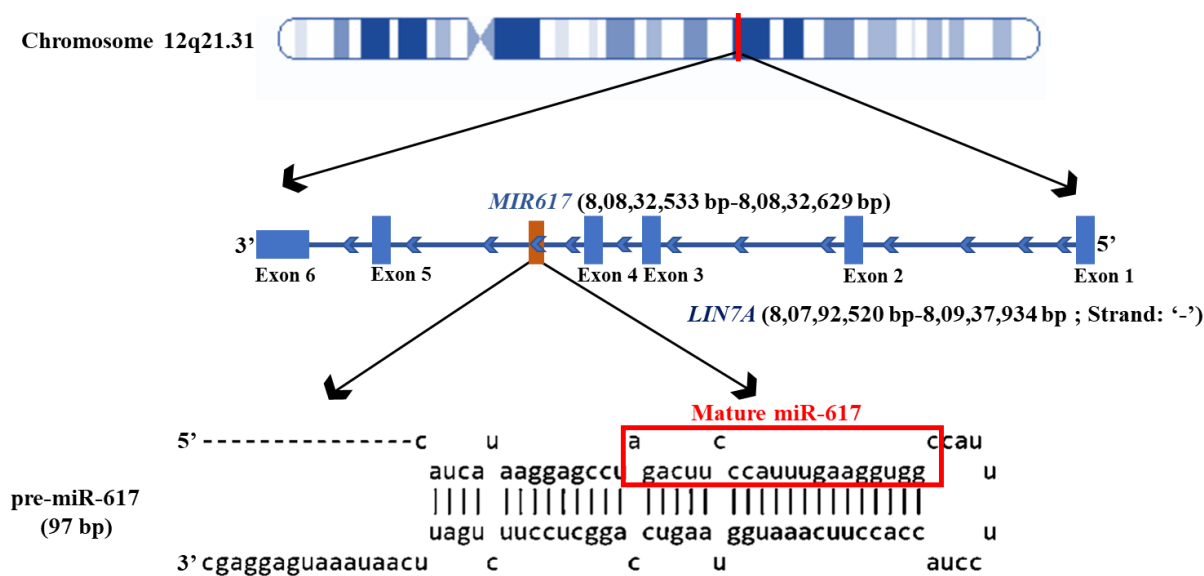 Chromosome 12q21.31
MIR617 (8,08,32,533 bp-8,08,32,629 bp)
3’ 5’
Exon 6 Exon 5 Exon 4 Exon 3 Exon 2 Exon 1
LIN7A (8,07,92,520 bp-8,09,37,934 bp ; Strand: ‘-’)
Mature miR-617
5’ ---------------c u a c ccau
auca aaggagccu gacuu ccauuugaaggugg u
pre-miR-617
(97 bp)
uagu uuccucgga cugaa gguaaacuuccacc u
3’ cgaggaguaaauaacu c c u aucc